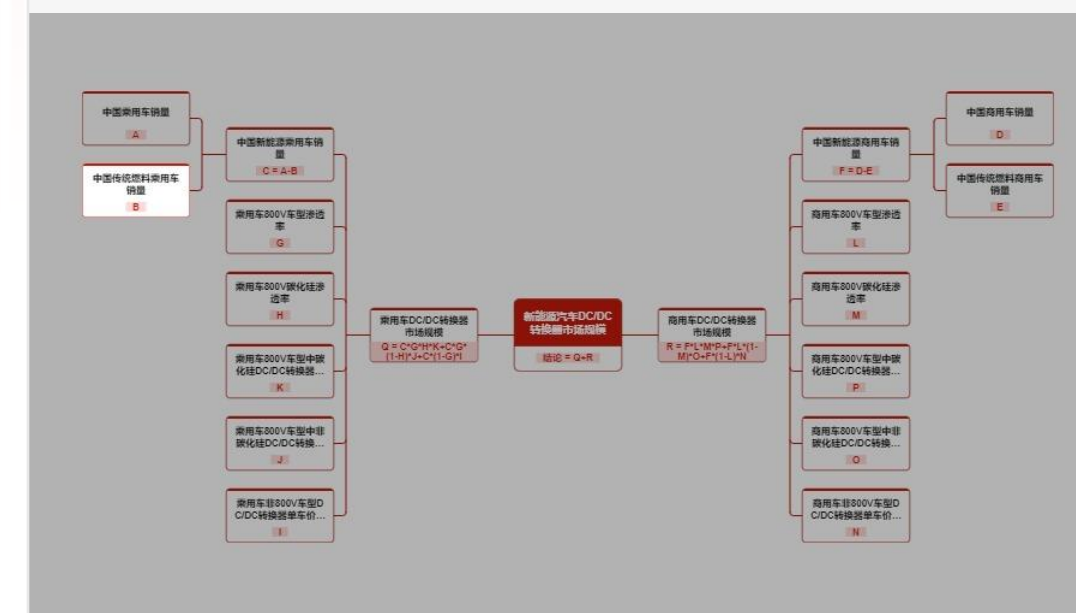 中国乘用车销量
A
中国传统燃料乘用车
销量
B
中国新能源乘用车销
量
C = A-B
乘用车800V车型渗透
率
G
乘用车800V碳化硅渗
透率
H
乘用车800V车型中碳
化硅DC/DC转换器...
K
乘用车800V车型中非
碳化硅DC/DC转换...
J
乘用车非800V车型D
C/DC转换器单车价...
I
乘用车DC/DC转换器
市场规模
Q = C*G*H*K+C*G*
(1-H)*J+C*(1-G)*I
新能源汽车DC/DC
转换器市场规模
结论 = Q+R
商用车DC/DC转换器
市场规模
R = F*L*M*P+F*L*(1-
M)*O+F*(1-L)*N
中国新能源商用车销
量
F = D-E
商用车800V车型渗透
率
L
商用车800V碳化硅渗
透率
M
商用车800V车型中碳
化硅DC/DC转换器...
P
商用车800V车型中非
碳化硅DC/DC转换...
O
商用车非800V车型D
C/DC转换器单车价...
N
中国商用车销量
D
中国传统燃料商用车
销量
E